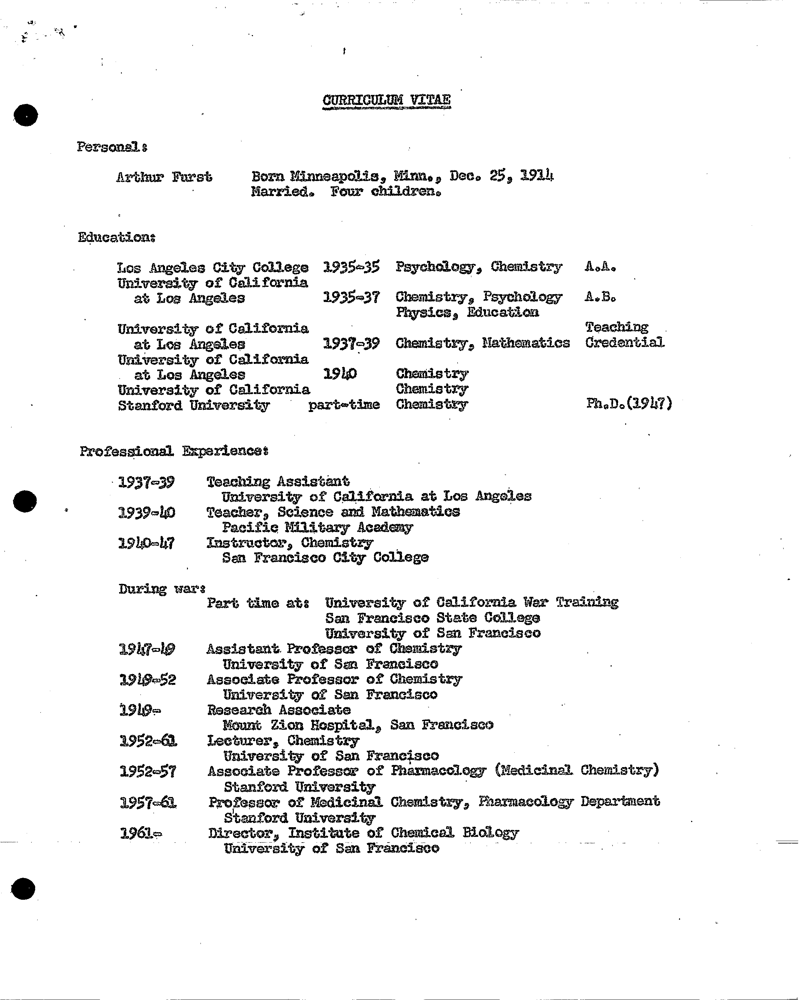 CURRICULUM VITAE
Personal:
Arthur Furst Born Minneapolis, Minn., Dec. 25, 1914
Married. Four children.
Education:
Los Angeles City College 1935-35 Psychology, Chemistry A.A.
University of California
at Los Angeles 1935-37 Chemistry, Psychology A.B.
Physics, Education
University of California Teaching
at Los Angeles 1937-39 Chemistry, Mathematics Credential
University of California
at Los Angeles 1940 Chemistry
University of California Chemistry
Stanford University part-time Chemistry Ph.D.(1947)
Professional Experience:
1937-39 Teaching Assistant
University of California at Los Angeles
1939-40 Teacher, Science and Mathematics
Pacific Military Academy
1940-47 Instructor, Chemistry
San Francisco City College
During war:
Part time at: University of California War Training
San Francisco State College
University of San Francisco
1947-49 Assistant Professor of Chemistry
University of San Francisco
1949-52 Associate Professor of Chemistry
University of San Francisco
1949- Research Associate
Mount Zion Hospital, San Francisco
1952-61 Lecturer, Chemistry
University of San Francisco
1952-57 Associate Professor of Pharmacology (Medicinal Chemistry)
Stanford University
1957-61 Professor of Medicinal Chemistry, Pharmacology Department
Stanford University
1961- Director, Institute of Chemical Biology
University of San Francisco